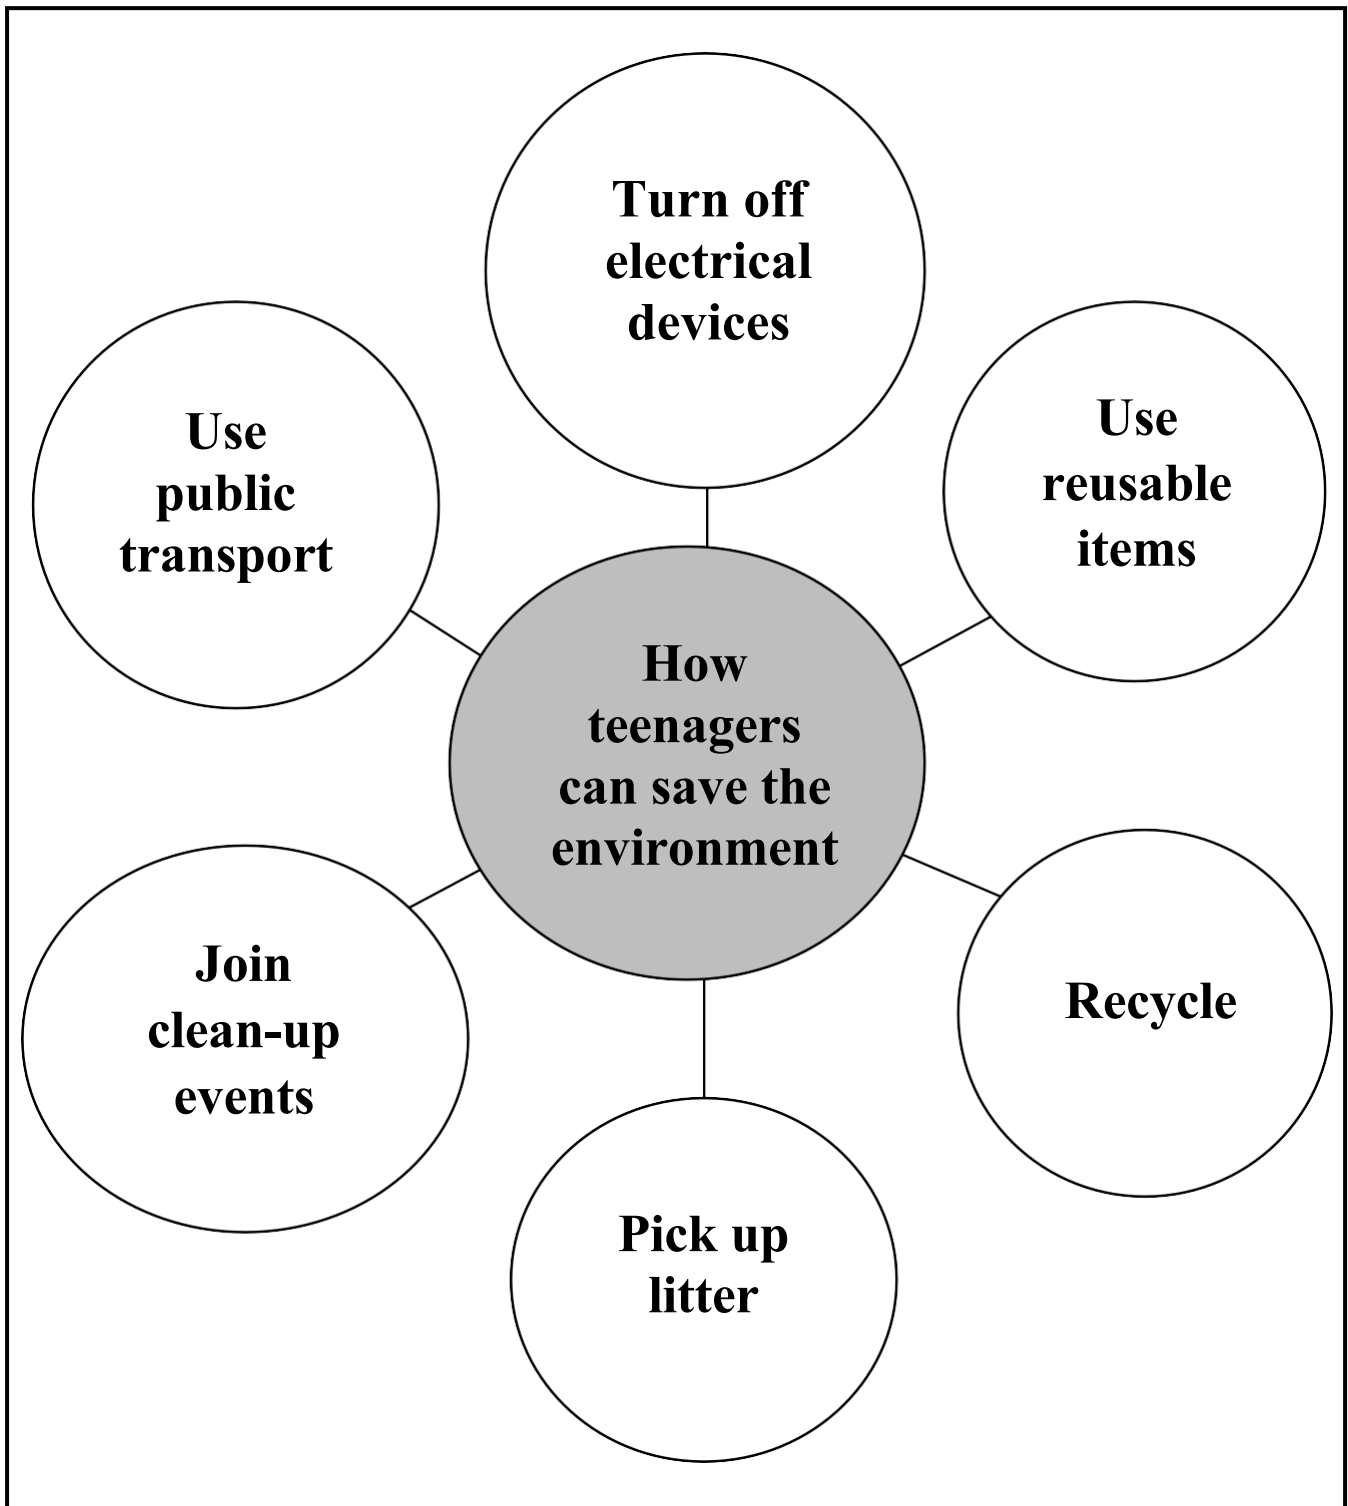 Turn off
electrical
devices
Use
public
transport
Use
reusable
items
How
teenagers
can save the
environment
Join
clean-up
events
Recycle
Pick up
litter